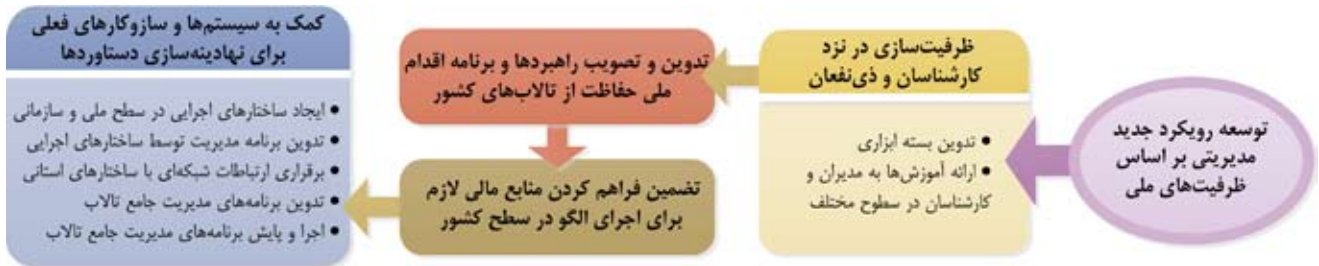 توسعه رویکرد جدید
مدیریتی بر اساس
ظرفیت‌های ملی
ظرفیت‌سازی در نزد
کارشناسان و ذی‌نفعان
● تدوین بسته ابزاری
● ارائه آموزش‌ها به مدیران و
کارشناسان در سطوح مختلف
تدوین و تصویب راهبردها و برنامه اقدام
ملی حفاظت از تالاب‌های کشور
تضمین فراهم کردن منابع مالی لازم
برای اجرای الگو در سطح کشور
کمک به سیستم‌ها و سازوکارهای فعلی
برای نهادینه‌سازی دستاوردها
● ایجاد ساختارهای اجرایی در سطح ملی و سازمانی
● تدوین برنامه مدیریت توسط ساختارهای اجرایی
● برقراری ارتباطات شبکه‌ای با ساختارهای استانی
● تدوین برنامه‌های مدیریت جامع تالاب
● اجرا و پایش برنامه‌های مدیریت جامع تالاب